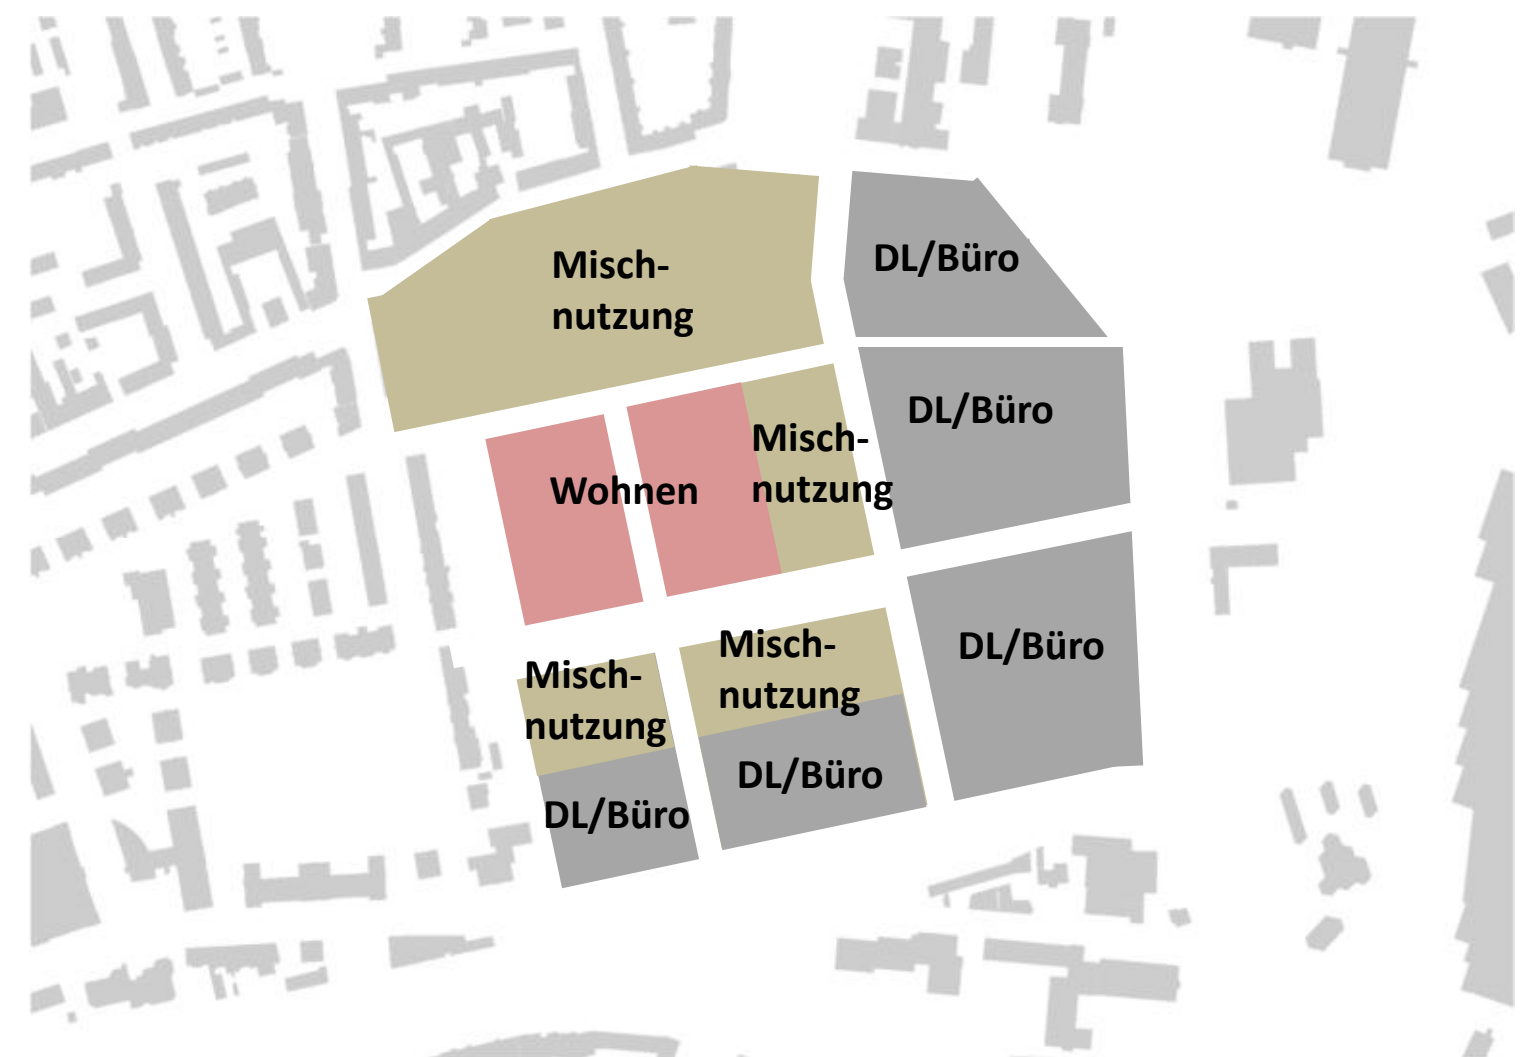 Misch-
nutzung
DL/Büro
DL/Büro
Wohnen
Misch-
nutzung
Misch-
nutzung
DL/Büro
Misch-
nutzung
DL/Büro
DL/Büro